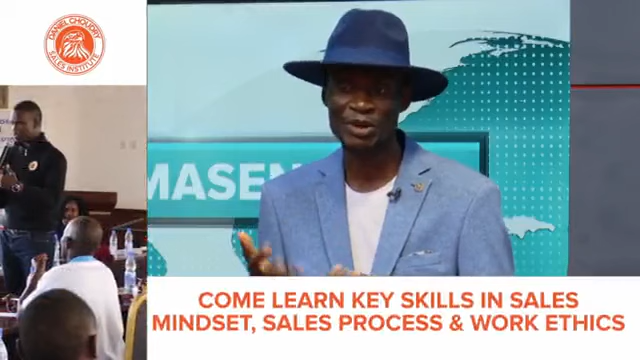 DANIEL CHOUDRY
SALES INSTITUTE
MASEN
COME LEARN KEY SKILLS IN SALES
MINDSET, SALES PROCESS & WORK ETHICS